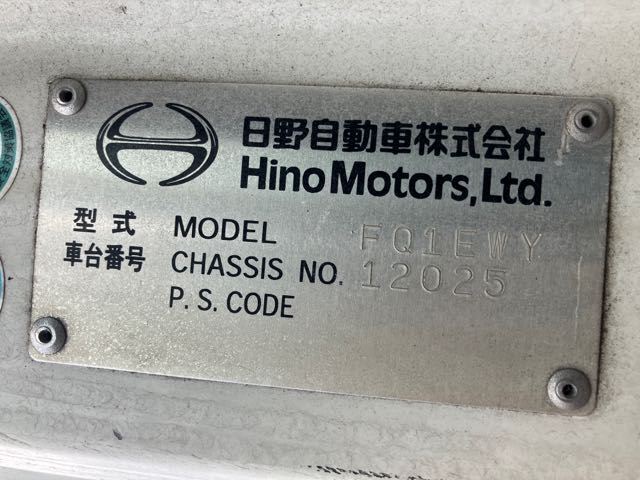 日野自動車株式会社
Hino Motors, Ltd.
型式 MODEL FQ1EWY
車台番号 CHASSIS NO. 12025
P.S.CODE